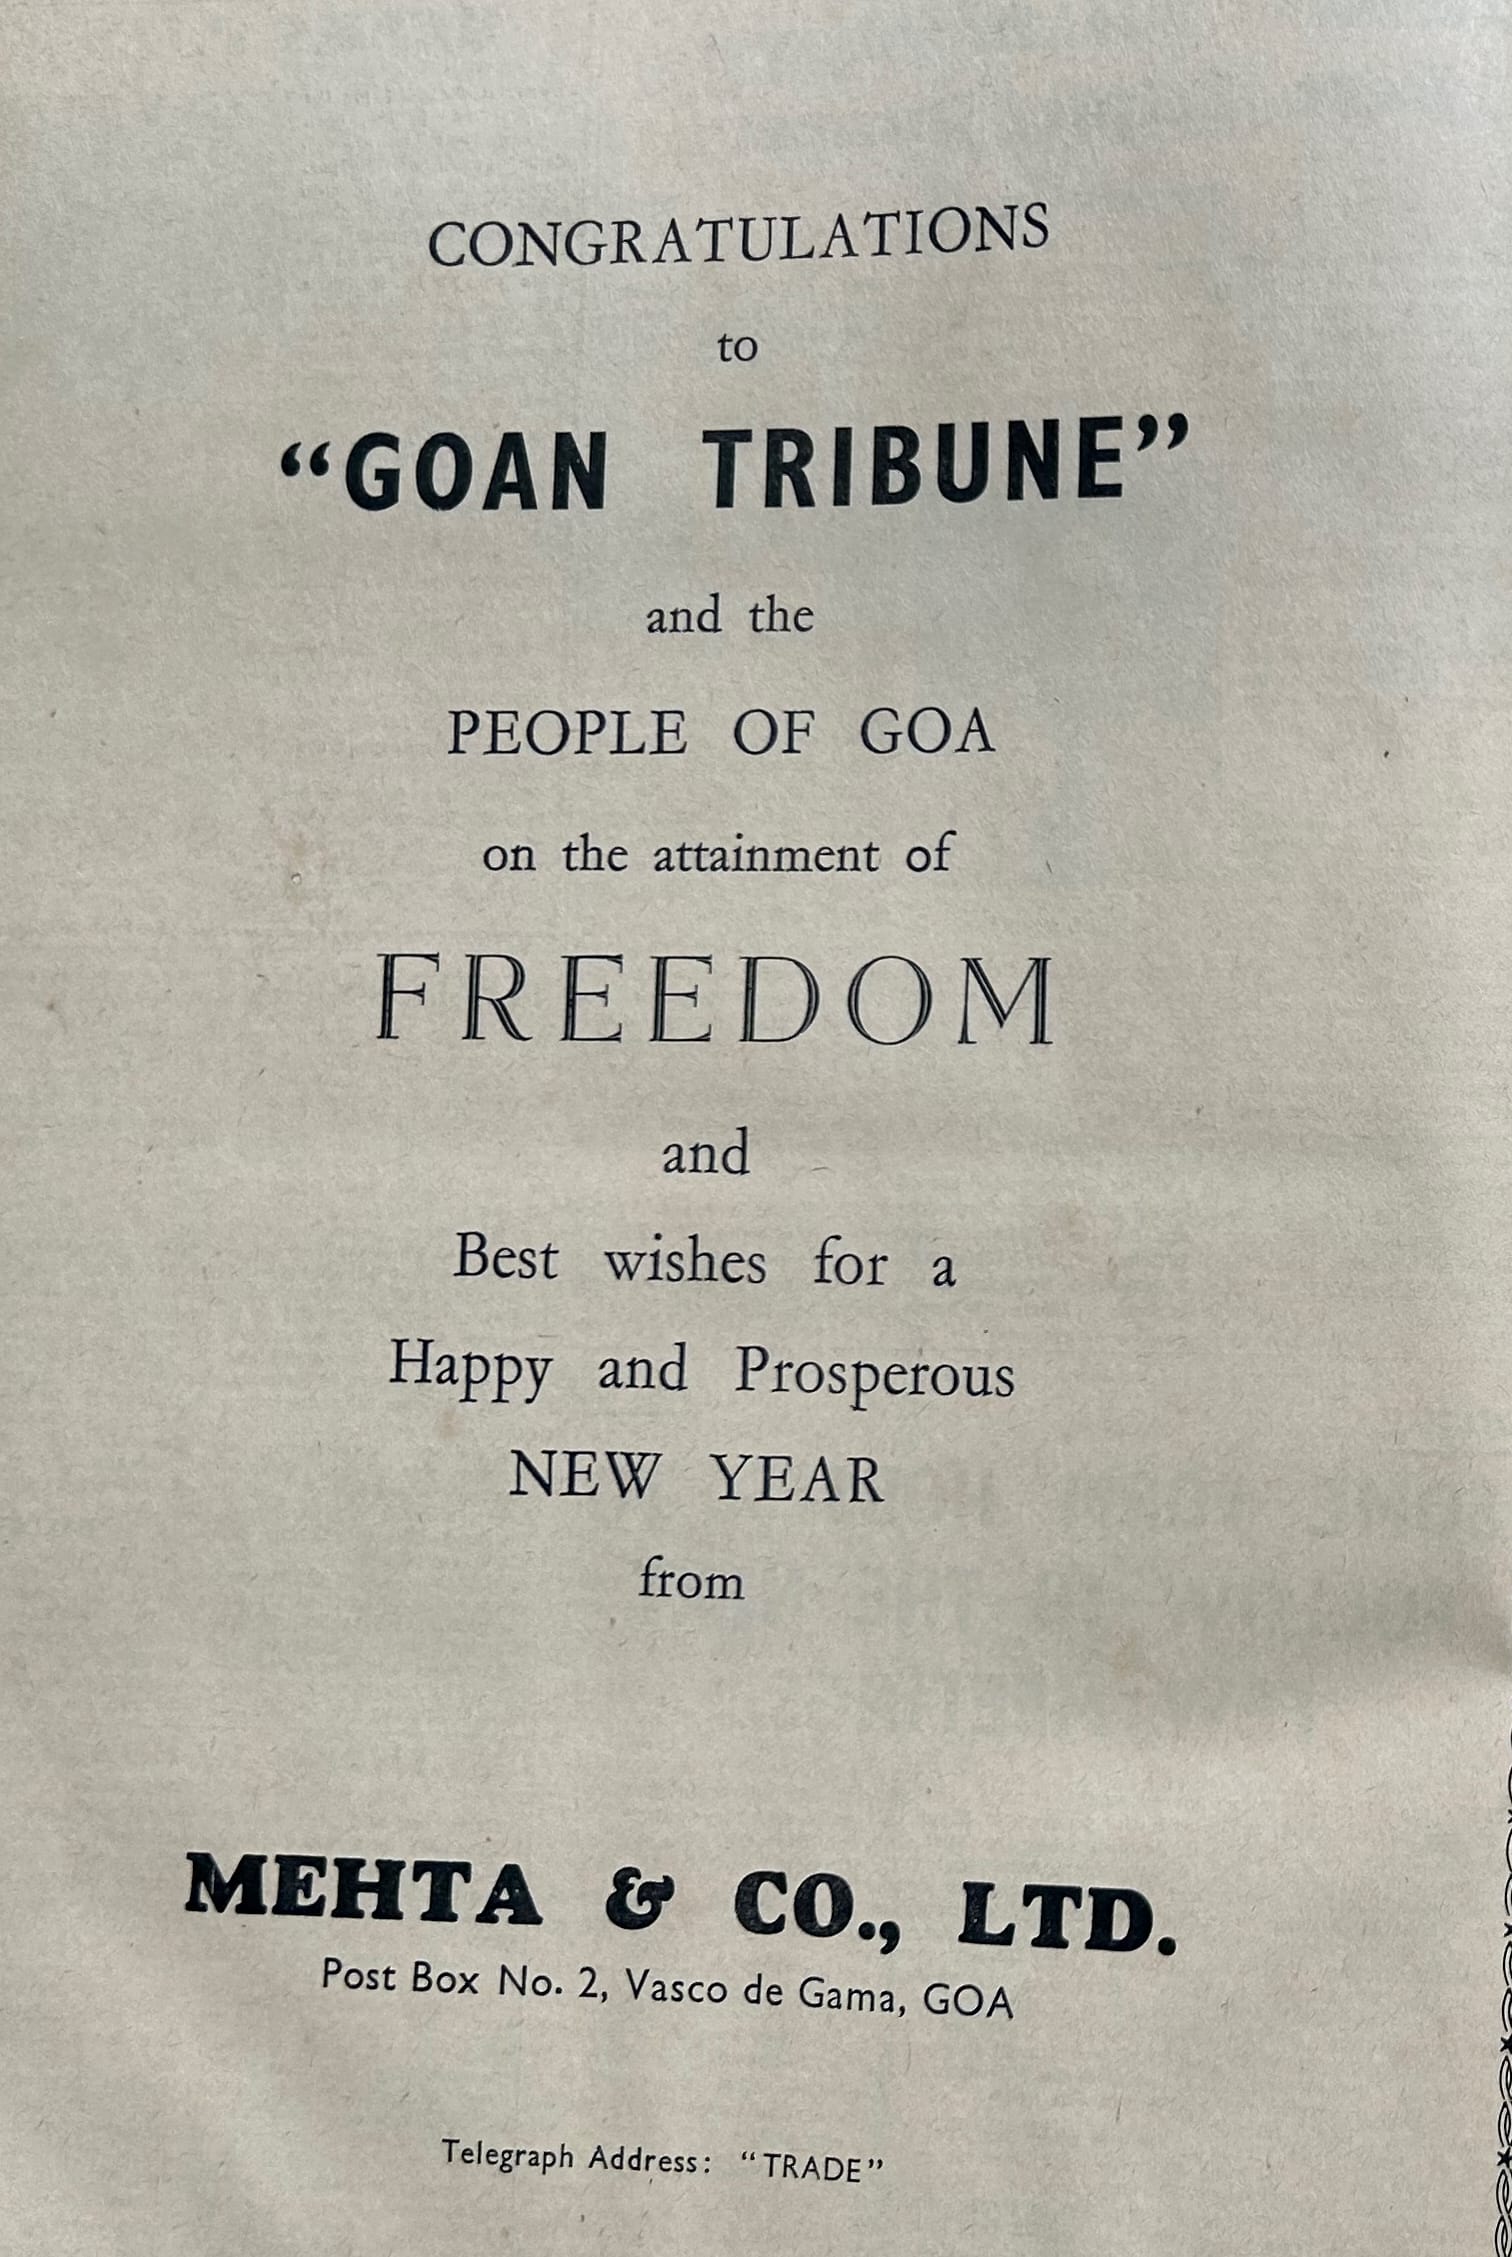 CONGRATULATIONS
to
“GOAN TRIBUNE”
and the
PEOPLE OF GOA
on the attainment of
FREEDOM
and
Best wishes for a
Happy and Prosperous
NEW YEAR
from
MEHTA & CO., LTD.
Post Box No. 2, Vasco de Gama, GOA
Telegraph Address: “TRADE”